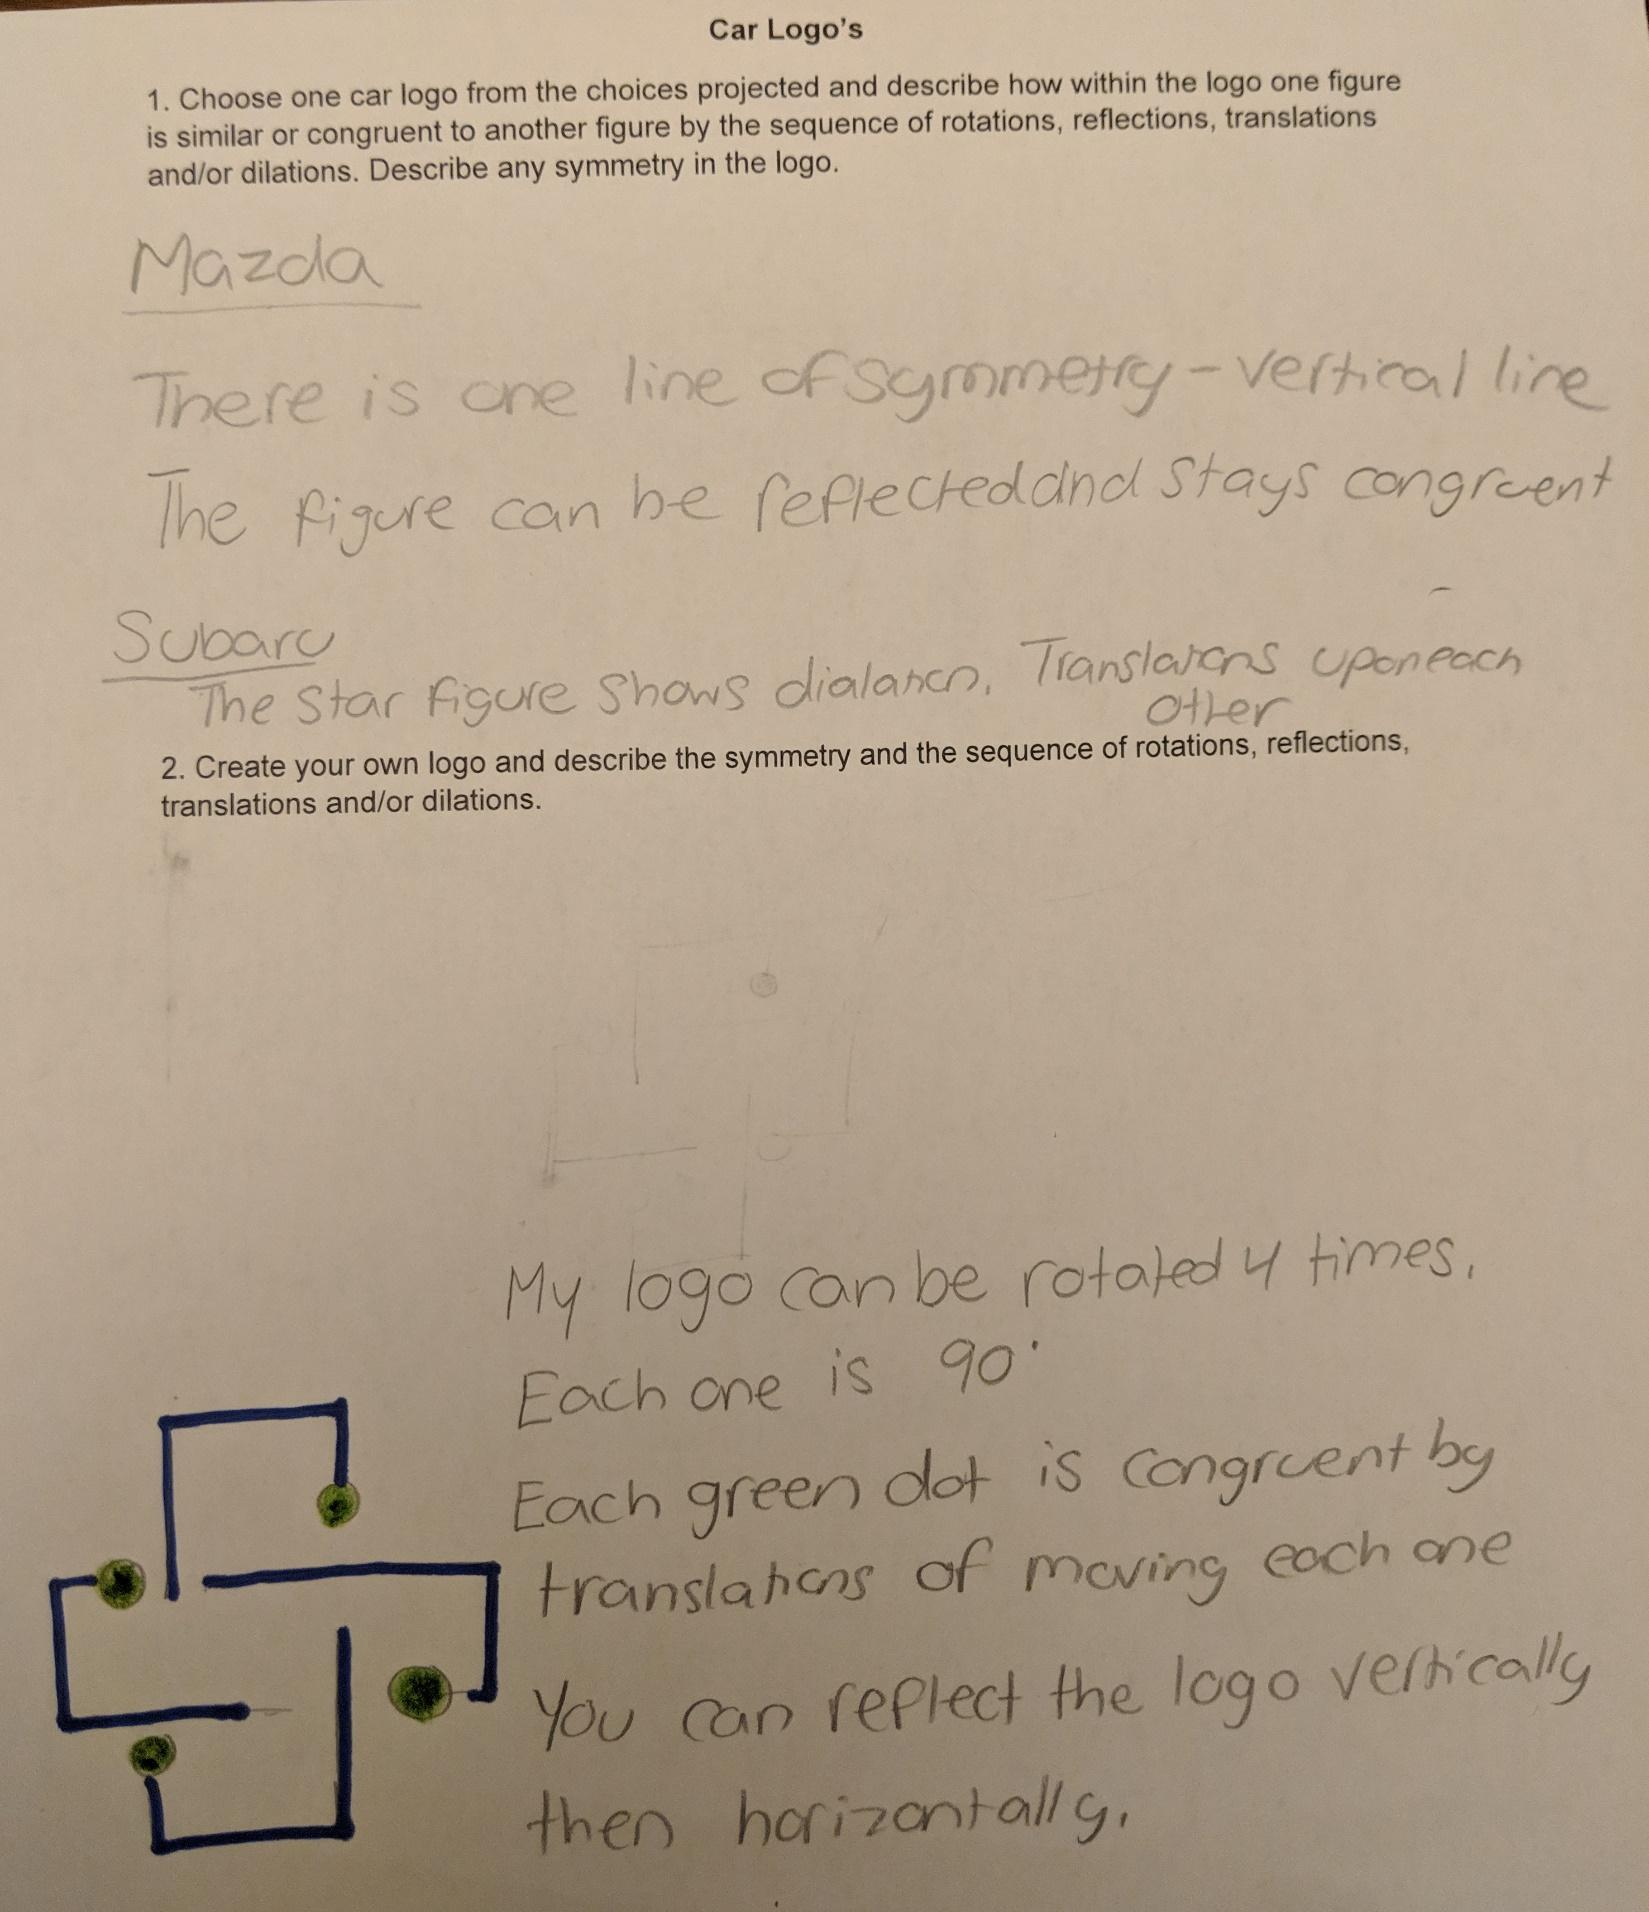 Car Logo's
1. Choose one car logo from the choices projected and describe how within the logo one figure
is similar or congruent to another figure by the sequence of rotations, reflections, translations
and/or dilations. Describe any symmetry in the logo.
Mazda
There is one line of symmetry - vertical line
The figure can be reflected and stays congruent
Subaru
The star figure shows dialation. Translations upon each
other
2. Create your own logo and describe the symmetry and the sequence of rotations, reflections,
translations and/or dilations.
My logo can be rotated 4 times.
Each one is 90°
Each green dot is congruent by
translations of moving each one
You can reflect the logo vertically
then horizontally.